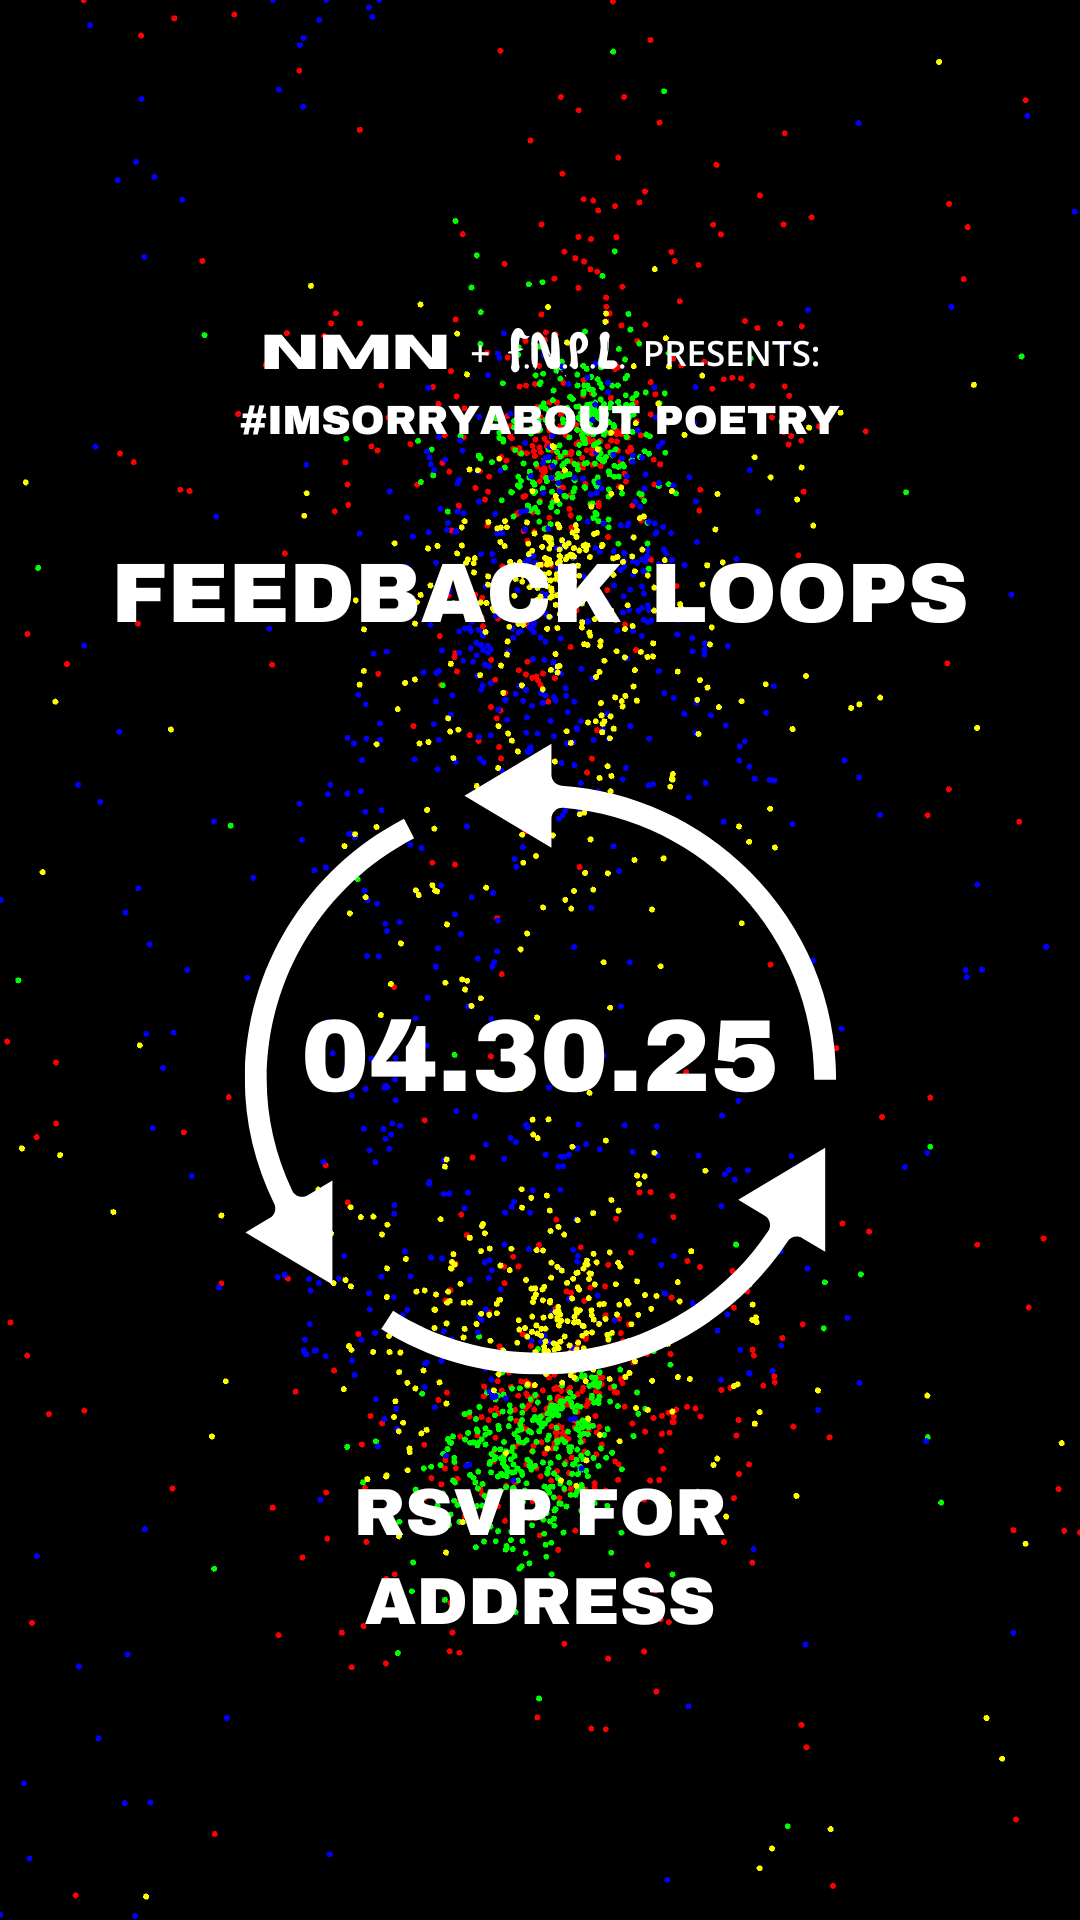 NMN + f.N.P.L. PRESENTS:
#IMSORRYABOUT POETRY
FEEDBACK LOOPS
04.30.25
RSVP FOR
ADDRESS